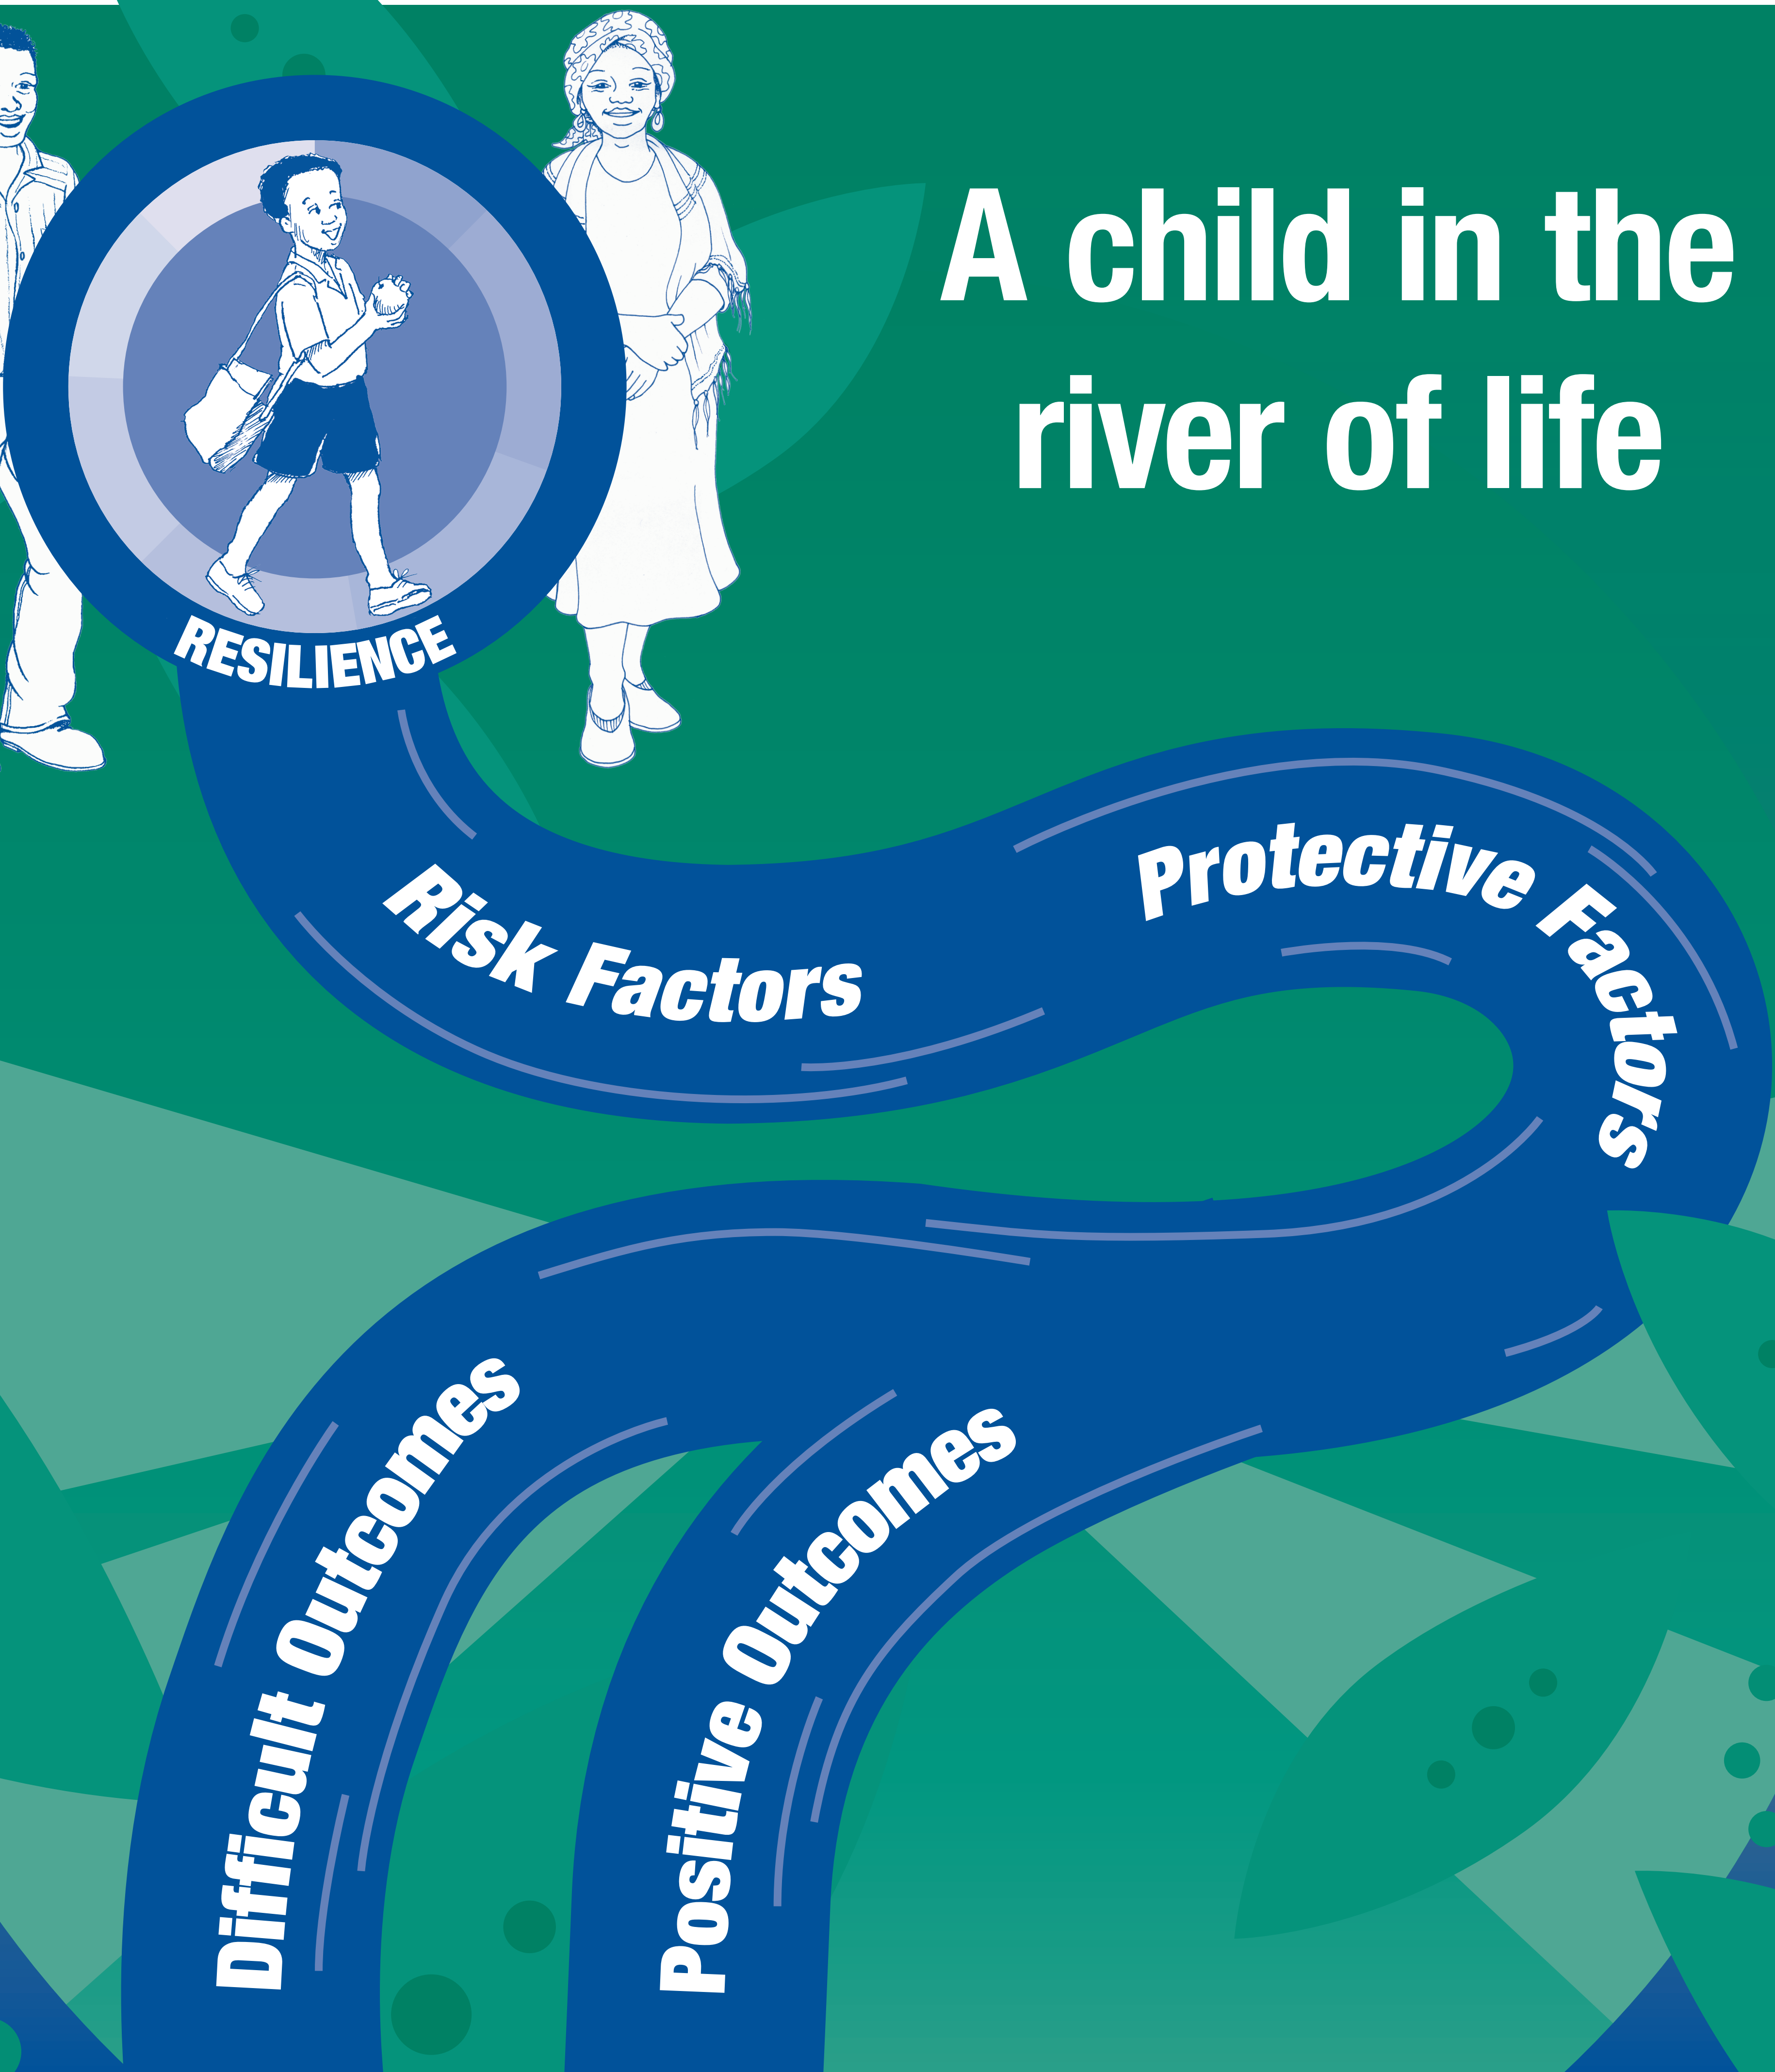 A child in the
river of life
RESILIENCE
Risk Factors
Protective Factors
Difficult Outcomes
Positive Outcomes